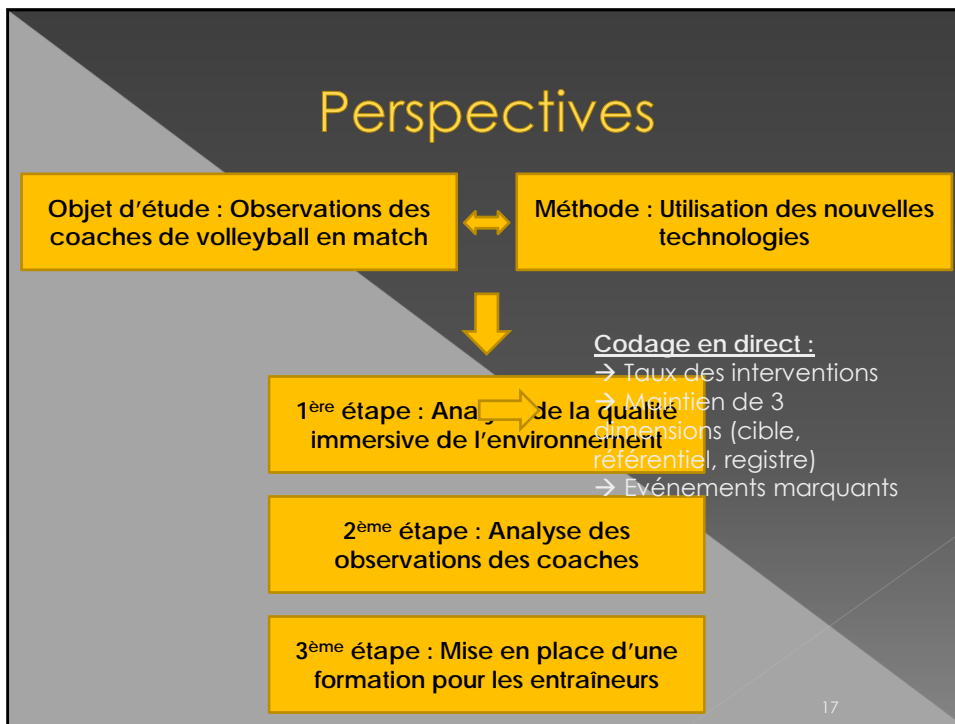 Perspectives
Objet d'étude : Observations des
coaches de volleyball en match
Méthode : Utilisation des nouvelles
technologies
1ère étape : Ana de la qualité
immersive de l'environnement
Codage en direct :
→ Taux des interventions
→ Maintien de 3
dimensions (cible,
référentiel, registre)
→ Evénements marquants
2ème étape : Analyse des
observations des coaches
3ème étape : Mise en place d'une
formation pour les entraîneurs
17